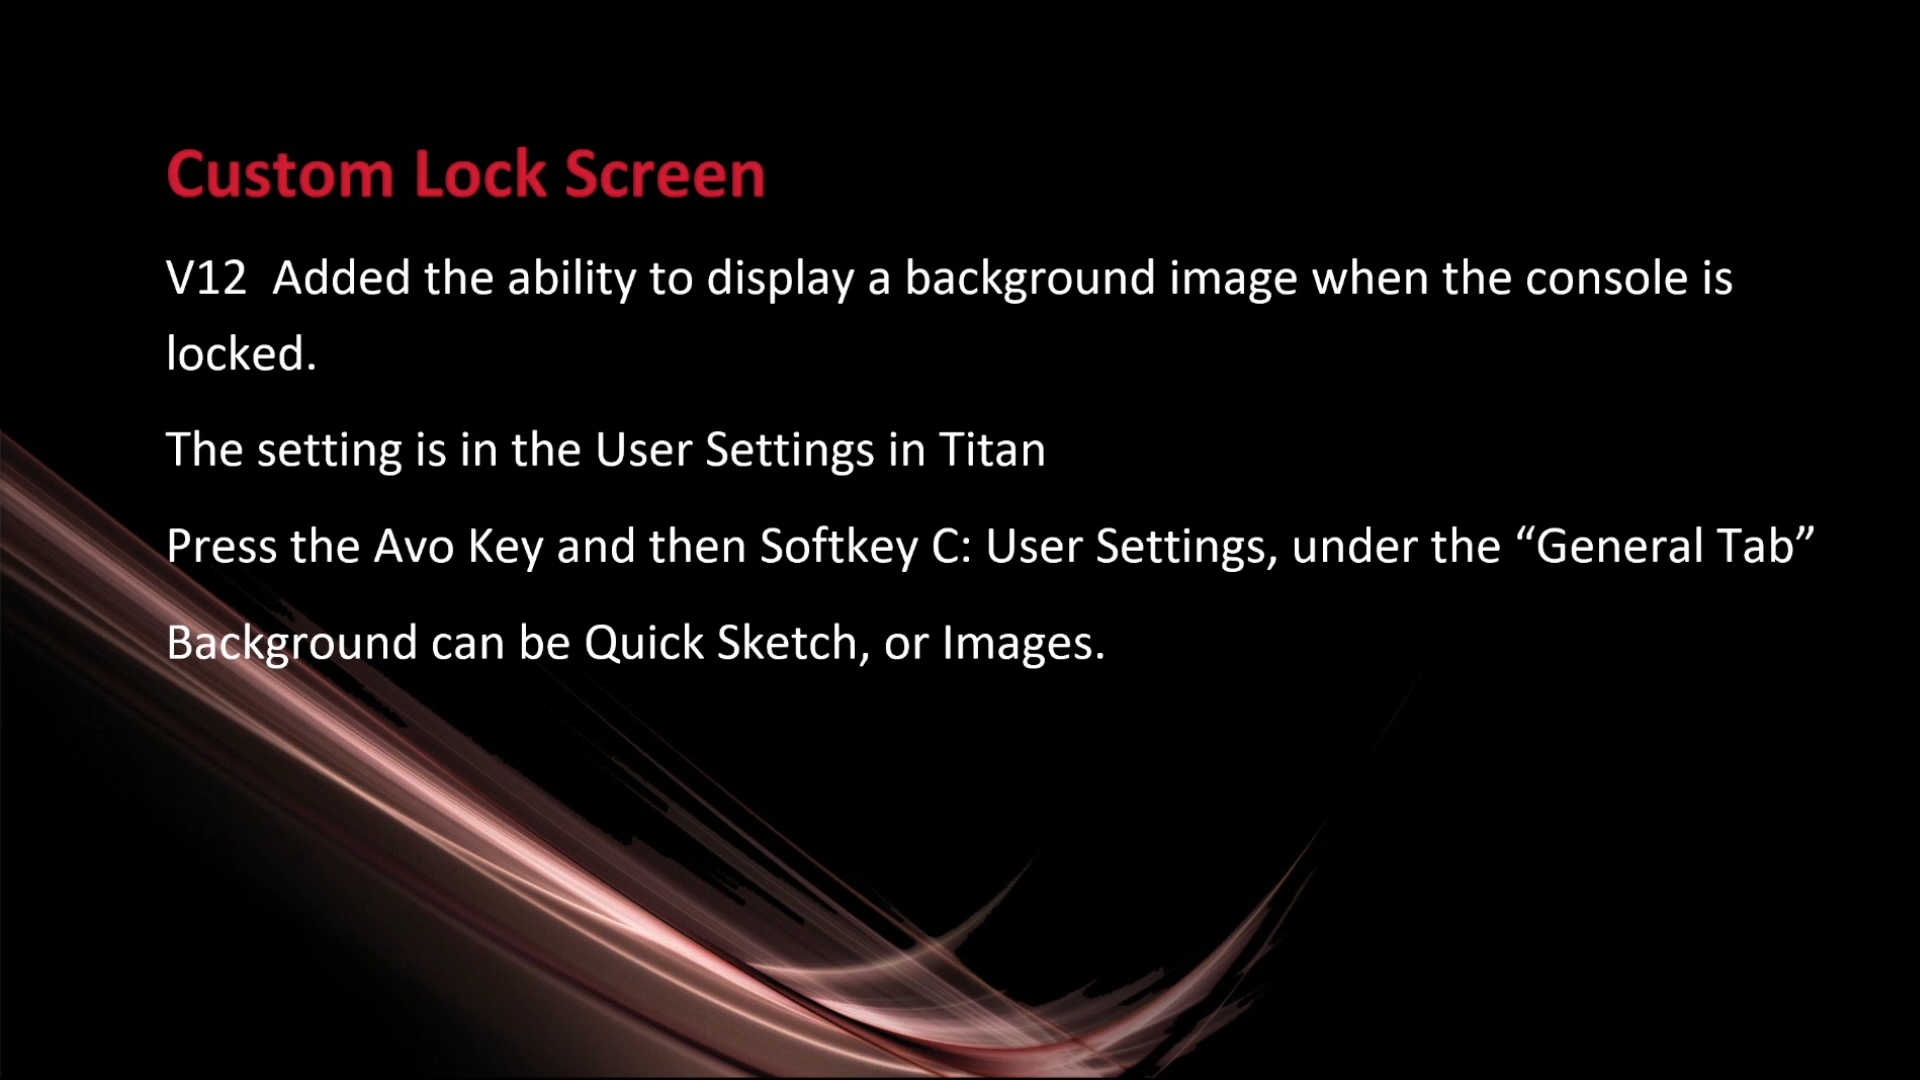 Custom Lock Screen
V12  Added the ability to display a background image when the console is
locked.
The setting is in the User Settings in Titan
Press the Avo Key and then Softkey C: User Settings, under the “General Tab”
Background can be Quick Sketch, or Images.